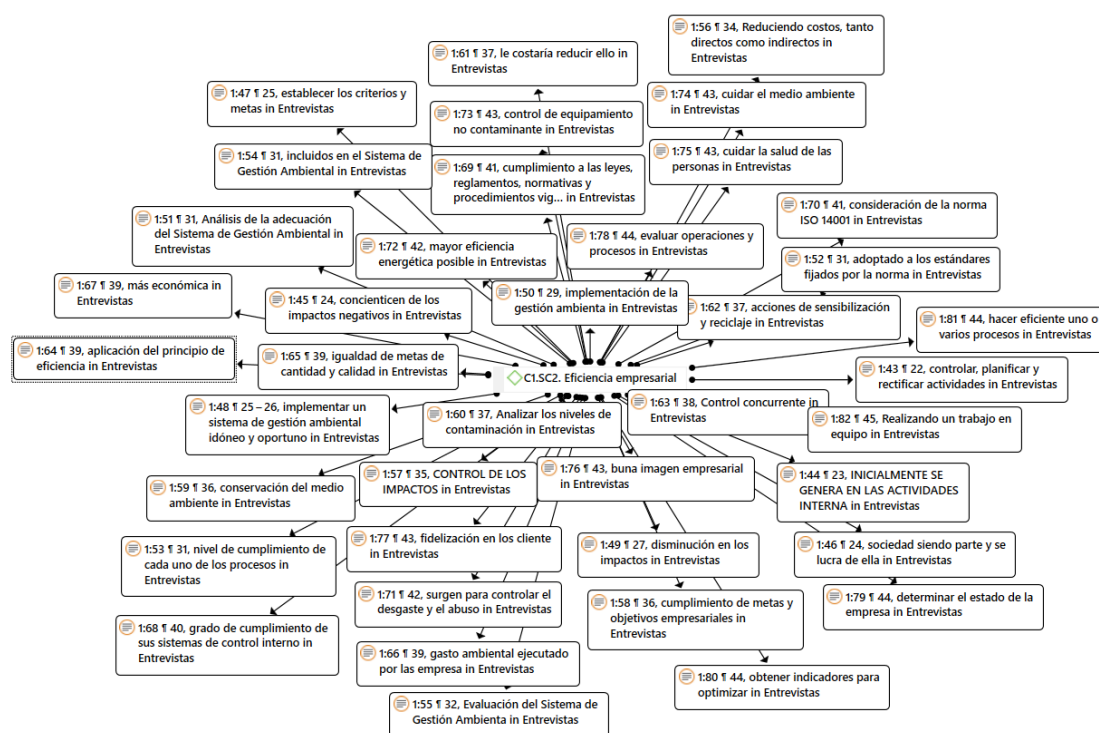 1:56 ¶ 34, Reduciendo costos, tanto
directos como indirectos in
Entrevistas
1:61 ¶ 37, le costaría reducir ello in
Entrevistas
1:47 ¶ 25, establecer los criterios y
metas in Entrevistas
1:74 ¶ 43, cuidar el medio ambiente
in Entrevistas
1:73 ¶ 43, control de equipamiento
no contaminante in Entrevistas
1:54 ¶ 31, incluidos en el Sistema de
Gestión Ambiental in Entrevistas
1:75 ¶ 43, cuidar la salud de las
personas in Entrevistas
1:69 ¶ 41, cumplimiento a las leyes,
reglamentos, normativas y
procedimientos vig... in Entrevistas
1:70 ¶ 41, consideración de la norma
ISO 14001 in Entrevistas
1:51 ¶ 31, Análisis de la adecuación
del Sistema de Gestión Ambiental in
Entrevistas
1:78 ¶ 44, evaluar operaciones y
procesos in Entrevistas
1:72 ¶ 42, mayor eficiencia
energética posible in Entrevistas
1:52 ¶ 31, adoptado a los estándares
fijados por la norma in Entrevistas
1:67 ¶ 39, más económica in
Entrevistas
1:45 ¶ 24, concienticen de los
impactos negativos in Entrevistas
1:50 ¶ 29, implementación de la
gestión ambienta in Entrevistas
1:62 ¶ 37, acciones de sensibilización
y reciclaje in Entrevistas
1:81 ¶ 44, hacer eficiente uno o
varios procesos in Entrevistas
1:64 ¶ 39, aplicación del principio de
eficiencia in Entrevistas
1:65 ¶ 39, igualdad de metas de
cantidad y calidad in Entrevistas
C1.SC2. Eficiencia empresarial
1:43 ¶ 22, controlar, planificar y
rectificar actividades in Entrevistas
1:48 ¶ 25 – 26, implementar un
sistema de gestión ambiental
idóneo y oportuno in Entrevistas
1:60 ¶ 37, Analizar los niveles de
contaminación in Entrevistas
1:63 ¶ 38, Control concurrente in
Entrevistas
1:82 ¶ 45, Realizando un trabajo en
equipo in Entrevistas
1:59 ¶ 36, conservación del medio
ambiente in Entrevistas
1:57 ¶ 35, CONTROL DE LOS
IMPACTOS in Entrevistas
1:76 ¶ 43, buna imagen empresarial
in Entrevistas
1:44 ¶ 23, INICIALMENTE SE
GENERA EN LAS ACTIVIDADES
INTERNA in Entrevistas
1:53 ¶ 31, nivel de cumplimiento de
cada uno de los procesos in
Entrevistas
1:77 ¶ 43, fidelización en los cliente
in Entrevistas
1:49 ¶ 27, disminución en los
impactos in Entrevistas
1:46 ¶ 24, sociedad siendo parte y se
lucra de ella in Entrevistas
1:71 ¶ 42, surgen para controlar el
desgaste y el abuso in Entrevistas
1:58 ¶ 36, cumplimiento de metas y
objetivos empresariales in
Entrevistas
1:79 ¶ 44, determinar el estado de la
empresa in Entrevistas
1:68 ¶ 40, grado de cumplimiento de
sus sistemas de control interno in
Entrevistas
1:66 ¶ 39, gasto ambiental ejecutado
por las empresa in Entrevistas
1:80 ¶ 44, obtener indicadores para
optimizar in Entrevistas
1:55 ¶ 32, Evaluación del Sistema de
Gestión Ambienta in Entrevistas